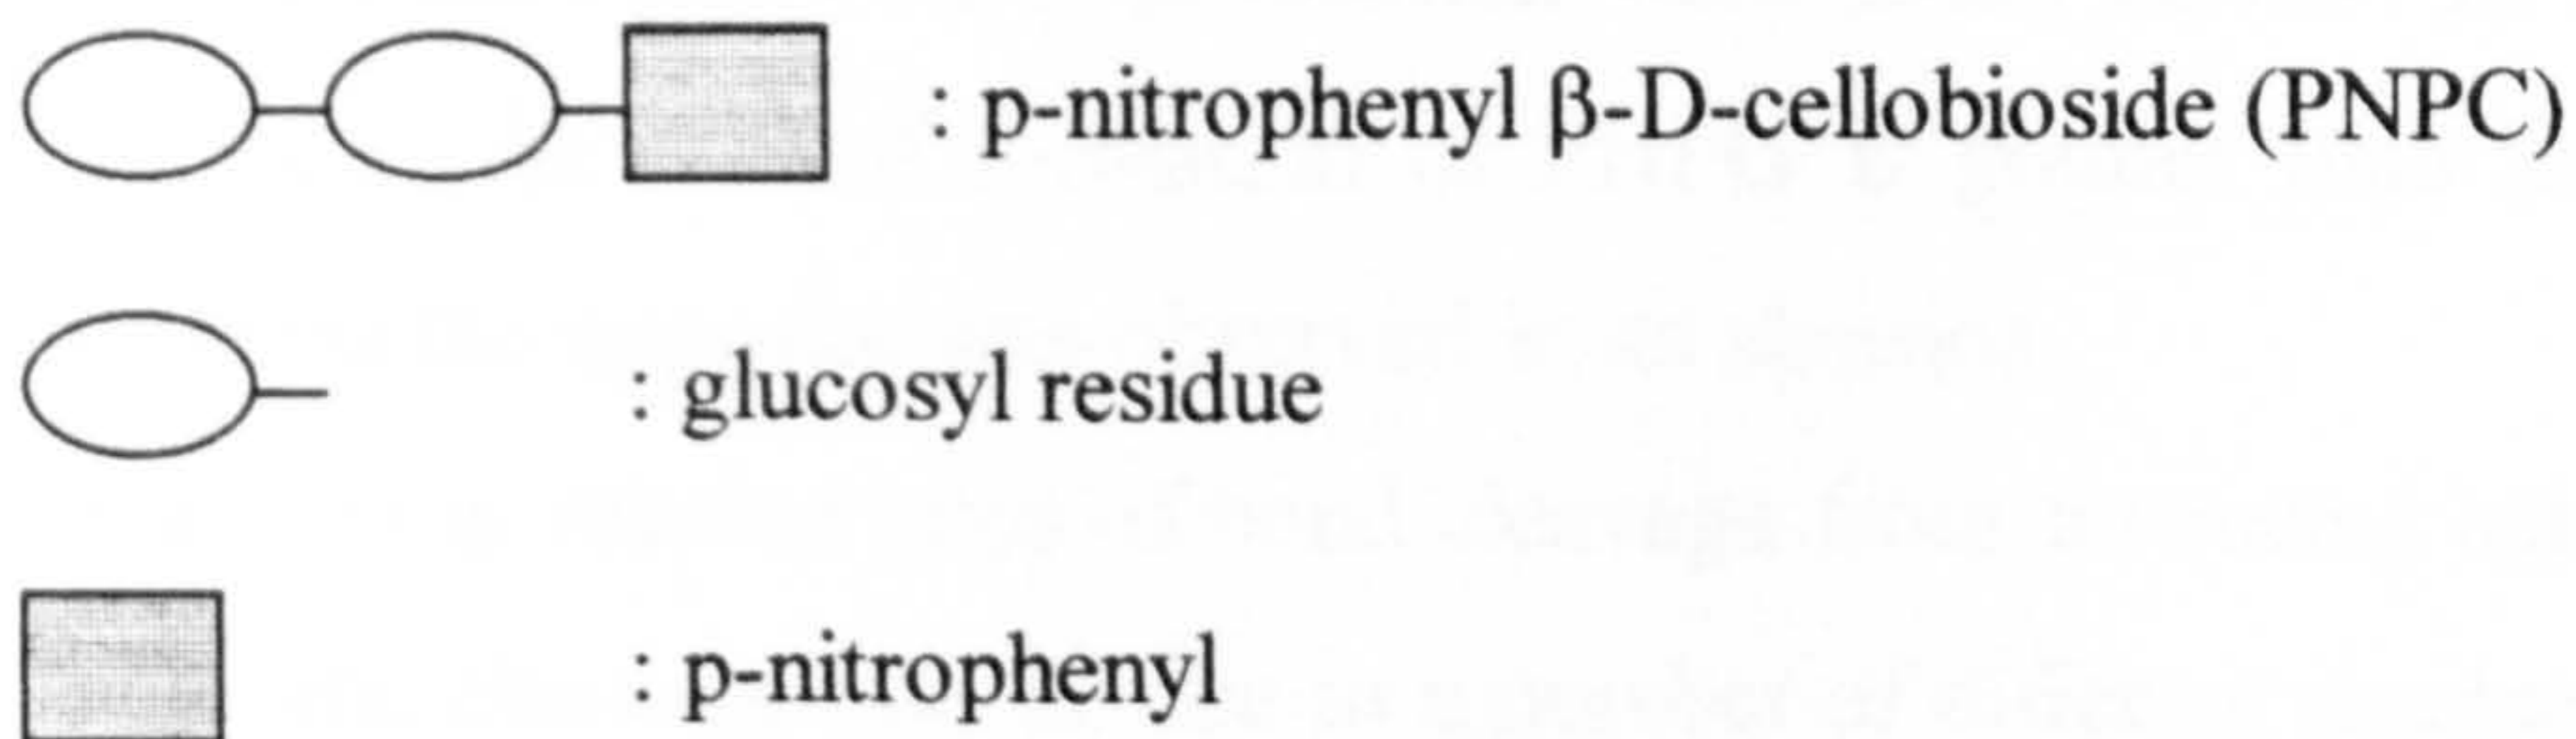 : p-nitrophenyl β-D-cellobioside (PNPC)
: glucosyl residue
: p-nitrophenyl